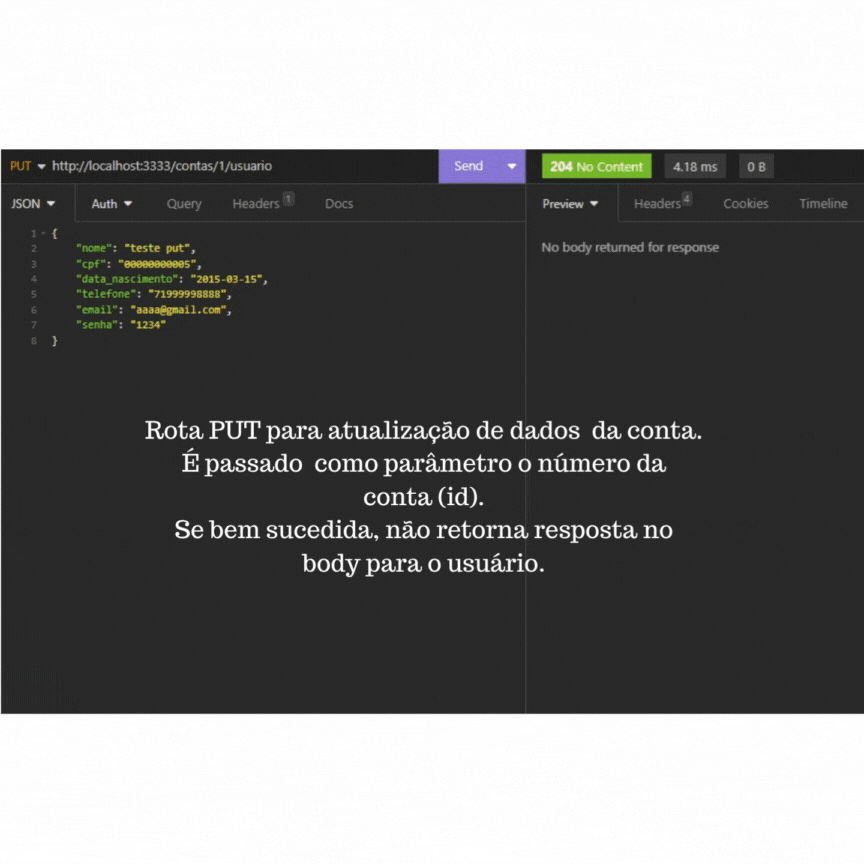 PUT http://localhost:3333/contas/1/usuario Send 204 No Content 4.18 ms 0 B
JSON Auth Query Headers 1 Docs Preview Headers 4 Cookies Timeline
1 {
2 "nome": "teste put",
3 "cpf": "00000000005",
4 "data_nascimento": "2015-03-15",
5 "telefone": "71999998888",
6 "email": "aaaa@gmail.com",
7 "senha": "1234"
8 }
No body returned for response
Rota PUT para atualização de dados da conta.
É passado como parâmetro o número da
conta (id).
Se bem sucedida, não retorna resposta no
body para o usuário.